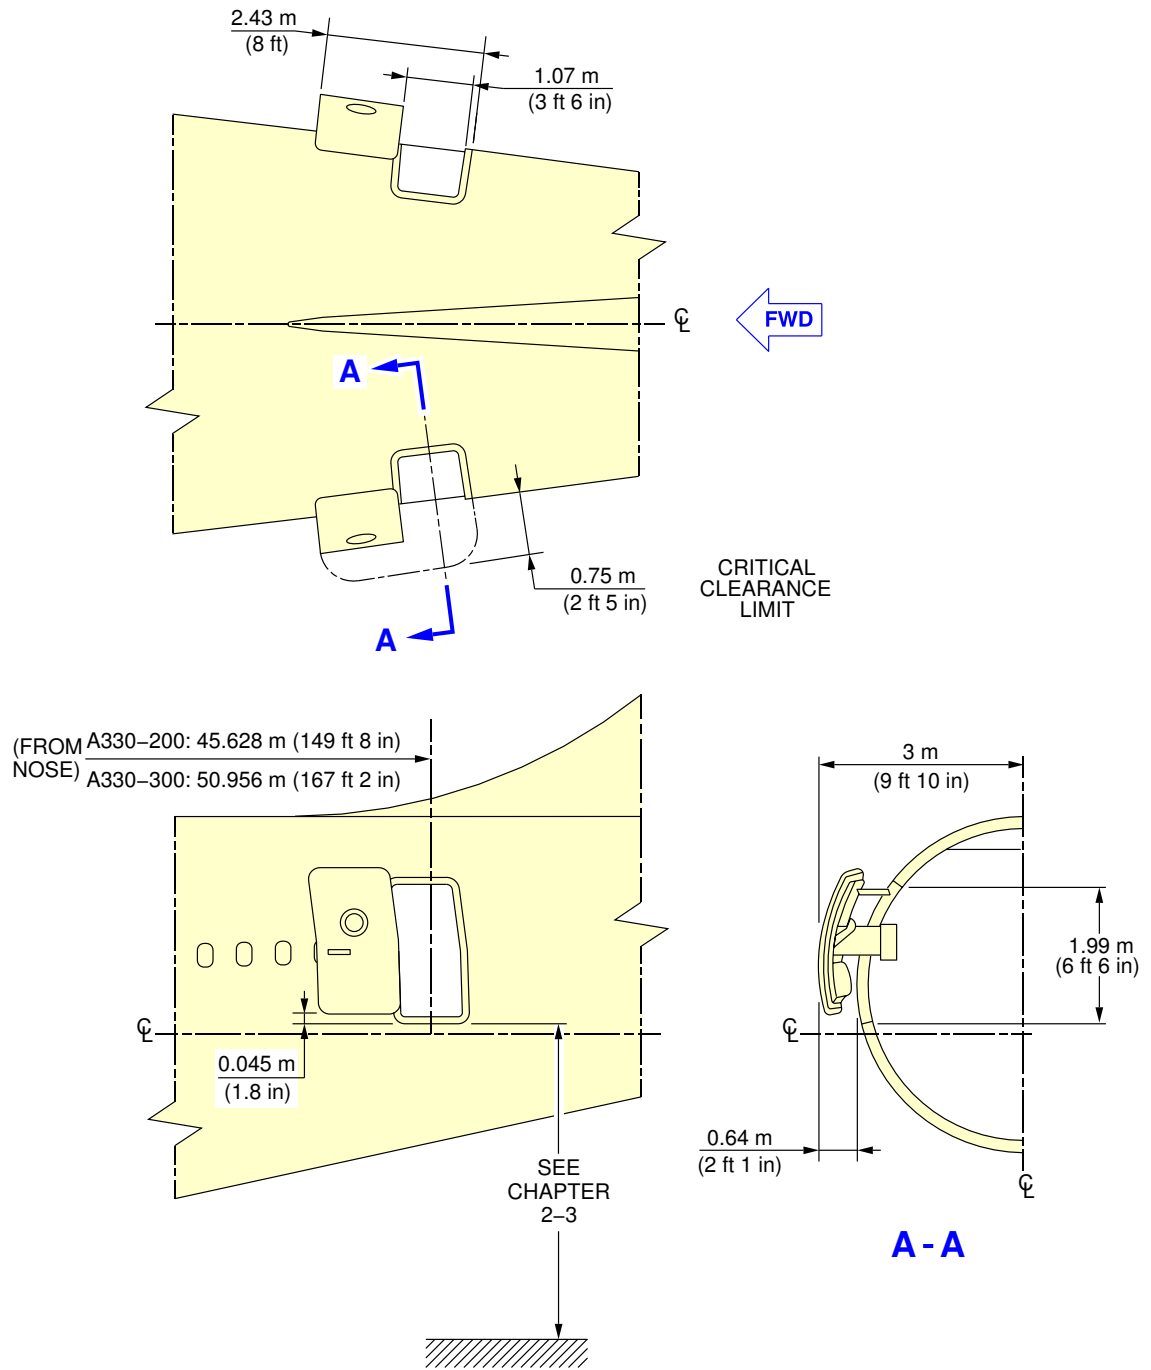 2.43 m
(8 ft)
1.07 m
(3 ft 6 in)
℄
FWD
A
0.75 m
(2 ft 5 in)
CRITICAL
CLEARANCE
LIMIT
A
(FROM
NOSE)
A330−200: 45.628 m (149 ft 8 in)
A330−300: 50.956 m (167 ft 2 in)
3 m
(9 ft 10 in)
1.99 m
(6 ft 6 in)
℄
℄
0.045 m
(1.8 in)
0.64 m
(2 ft 1 in)
SEE
CHAPTER
2−3
℄
A - A